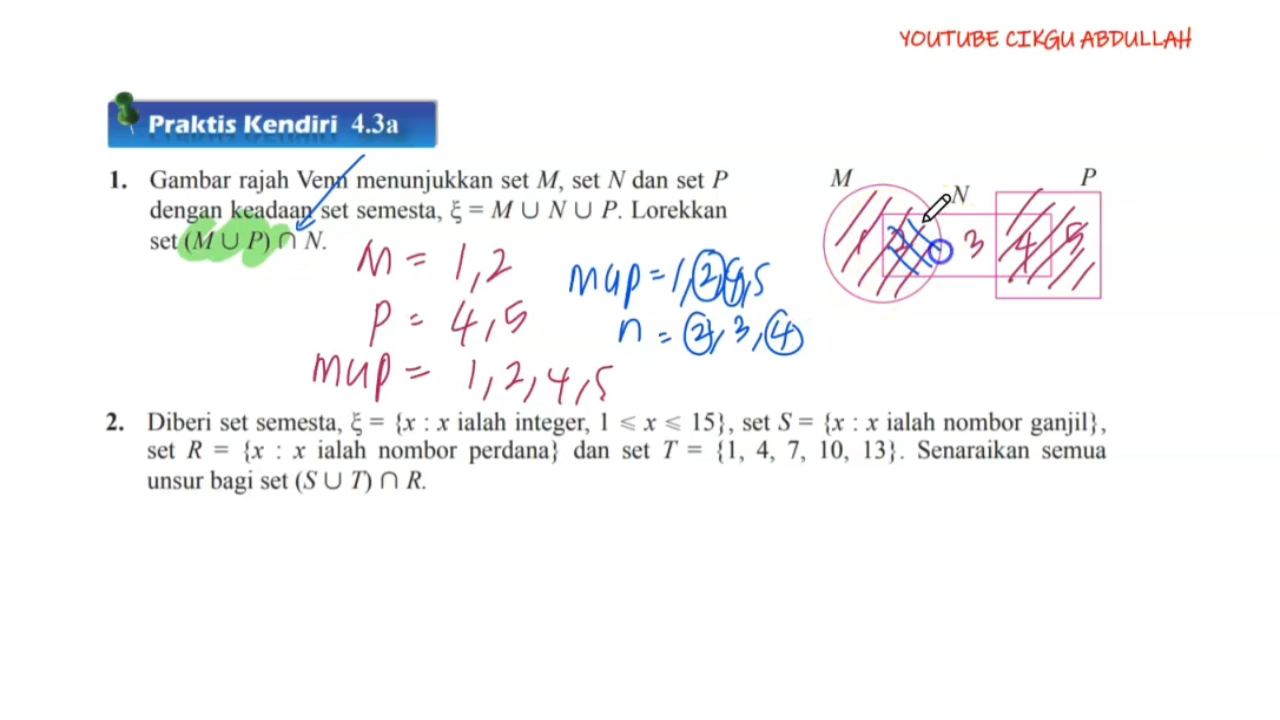 YOUTUBE CIKGU ABDULLAH
Praktis Kendiri 4.3a
1. Gambar rajah Venn menunjukkan set M, set N dan set P
dengan keadaan set semesta, ξ = M ∪ N ∪ P. Lorekkan
set (M ∪ P) ∩ N.
M N P
1 2 3 4 5
M = 1,2
P = 4,5
MUP = 1,2,4,5
MUP = 1,2,4,5
n = 2,3,4
2. Diberi set semesta, ξ = {x : x ialah integer, 1 ⩽ x ⩽ 15}, set S = {x : x ialah nombor ganjil},
set R = {x : x ialah nombor perdana} dan set T = {1, 4, 7, 10, 13}. Senaraikan semua
unsur bagi set (S ∪ T) ∩ R.